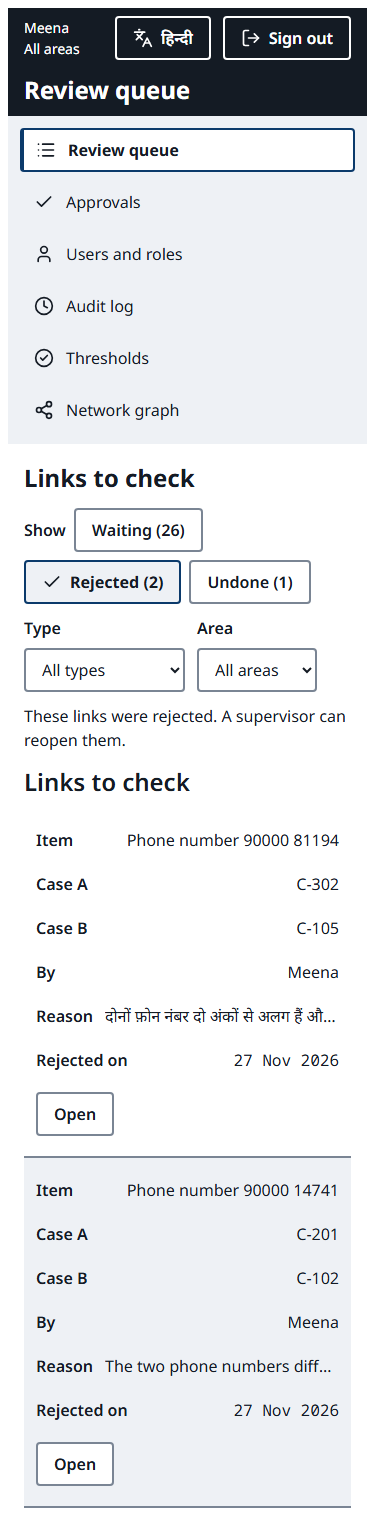 Meena
All areas
हिन्दी
Sign out
Review queue
Review queue
Approvals
Users and roles
Audit log
Thresholds
Network graph
Links to check
Show Waiting (26)
Rejected (2) Undone (1)
Type Area
All types All areas
These links were rejected. A supervisor can
reopen them.
Links to check
Item Phone number 90000 81194
Case A C-302
Case B C-105
By Meena
Reason दोनों फ़ोन नंबर दो अंकों से अलग हैं औ...
Rejected on 27 Nov 2026
Open
Item Phone number 90000 14741
Case A C-201
Case B C-102
By Meena
Reason The two phone numbers diff...
Rejected on 27 Nov 2026
Open